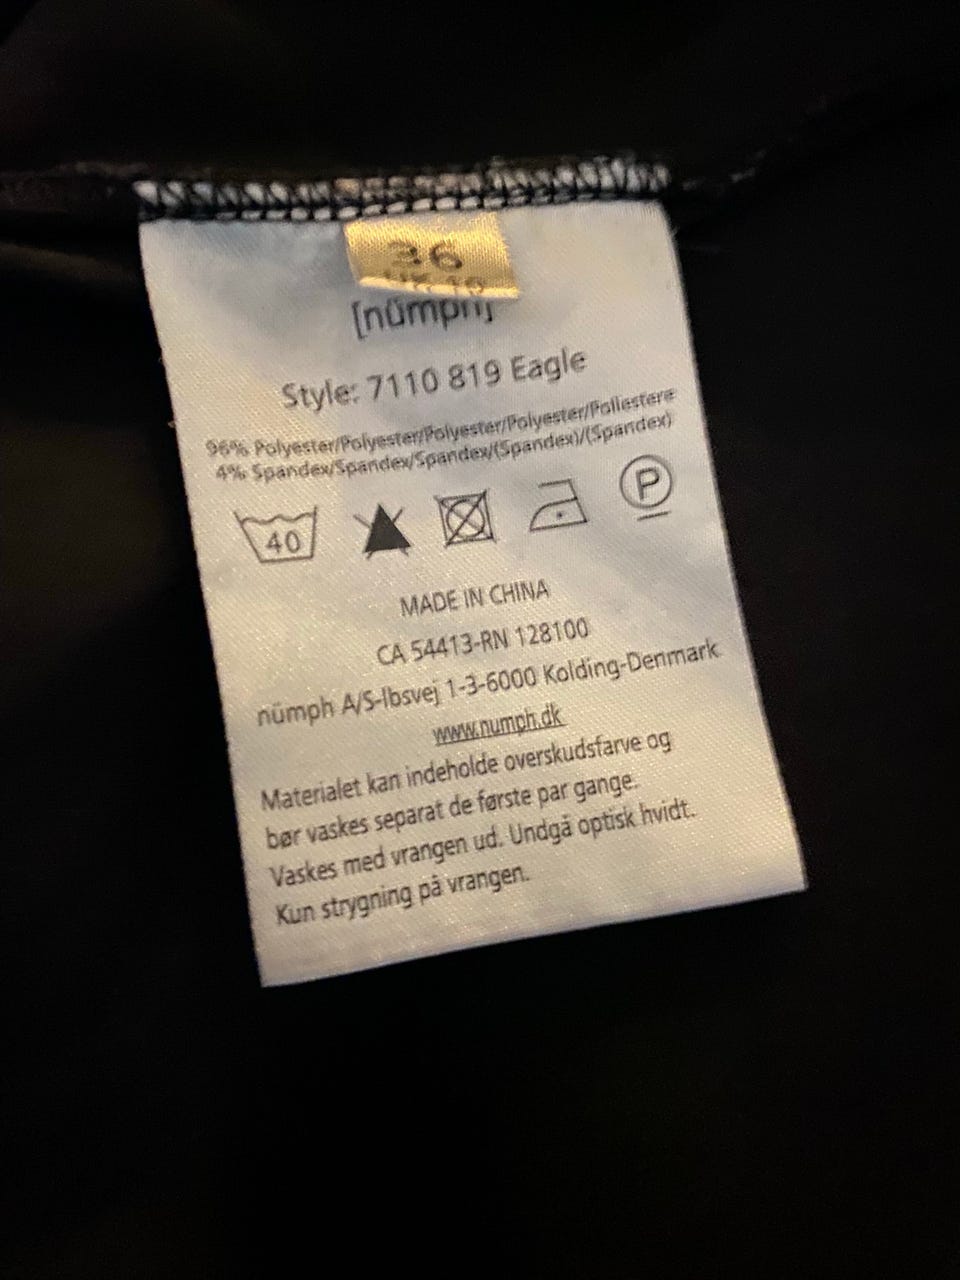 36
UK 10
[nümph]
Style: 7110 819 Eagle
96% Polyester/Polyester/Polyester/Polyester/Poliestere
4% Spandex/Spandex/Spandex/(Spandex)/(Spandex)
40 P
MADE IN CHINA
CA 54413-RN 128100
nümph A/S-Ibsvej 1-3-6000 Kolding-Denmark
www.numph.dk
Materialet kan indeholde overskudsfarve og
bør vaskes separat de første par gange.
Vaskes med vrangen ud. Undgå optisk hvidt.
Kun strygning på vrangen.